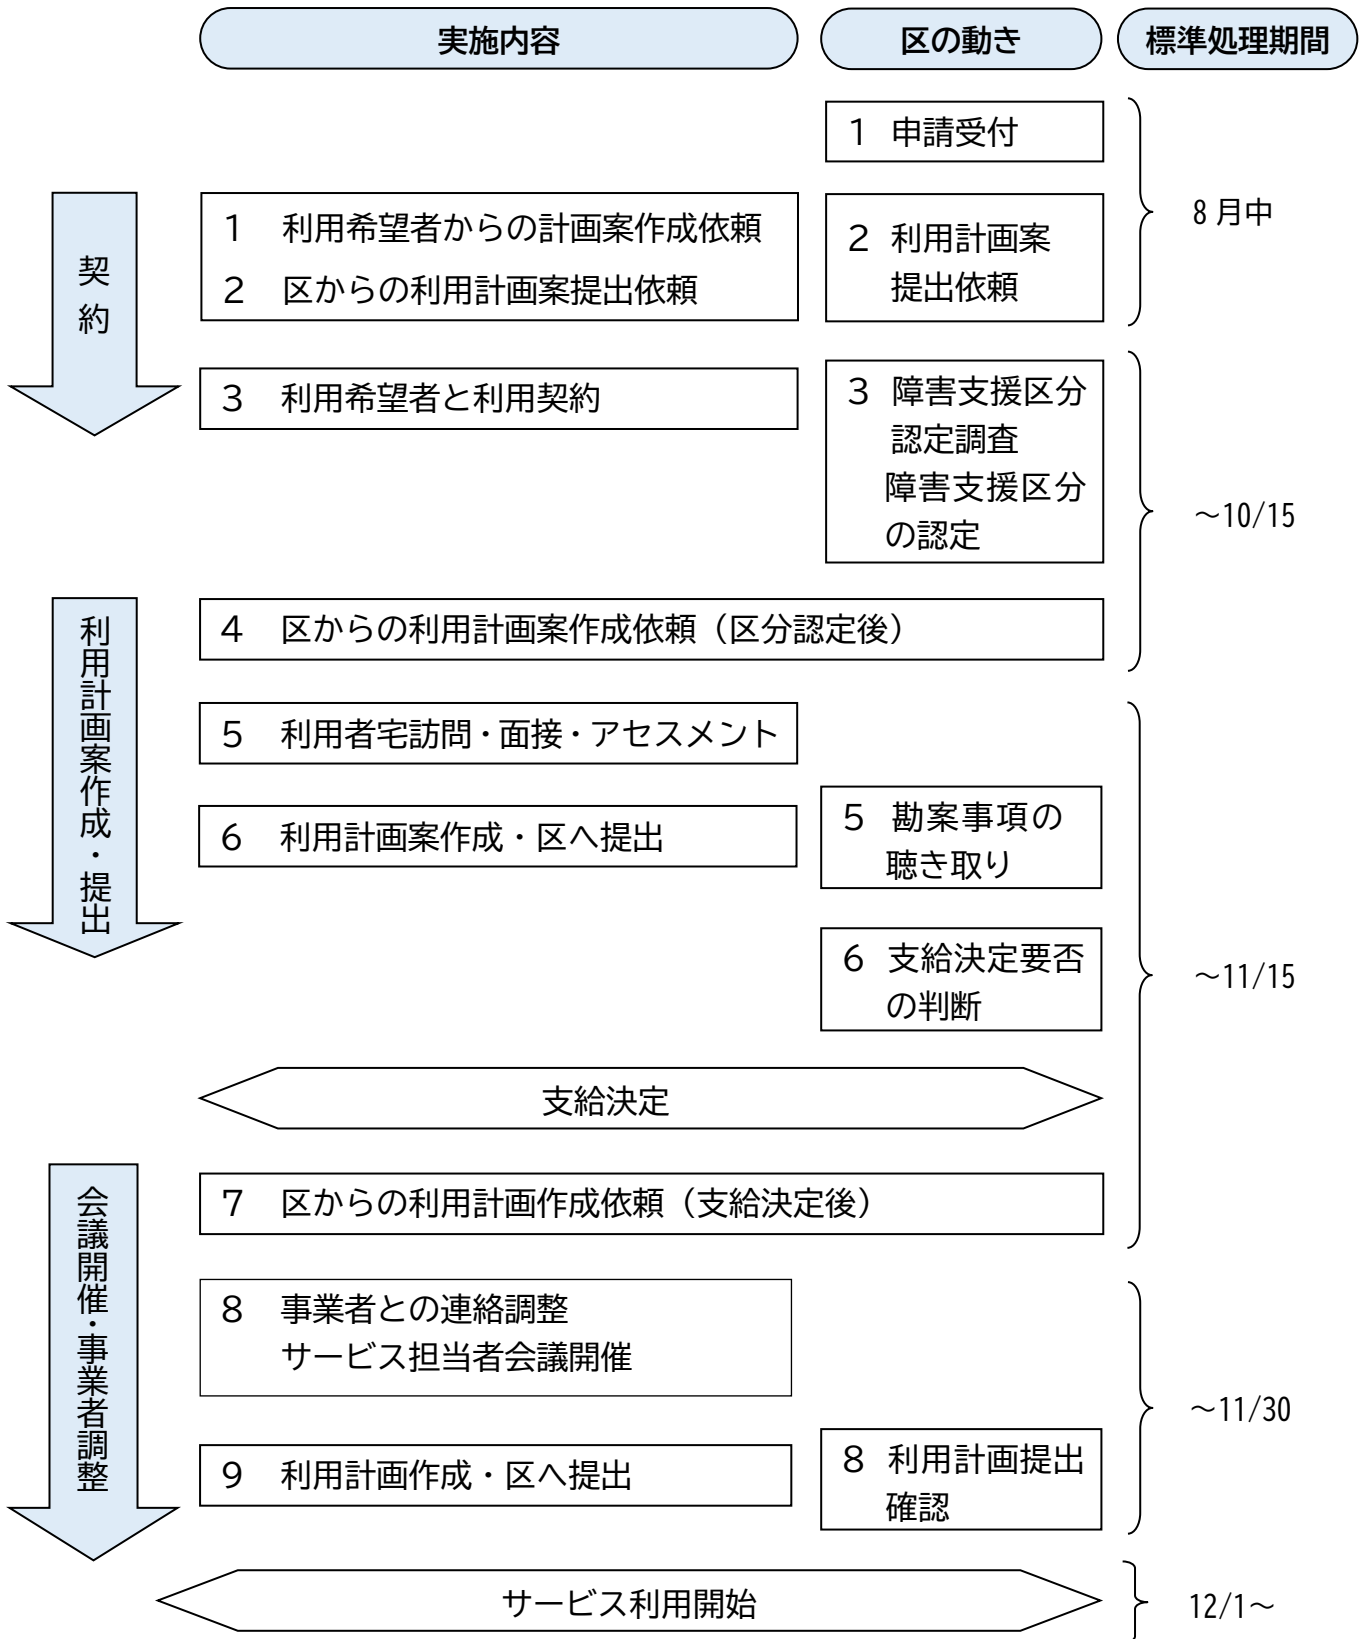 実施内容
区の動き
標準処理期間
1 申請受付
8月中
契約
1 利用希望者からの計画案作成依頼
2 区からの利用計画案提出依頼
2 利用計画案
提出依頼
3 利用希望者と利用契約
3 障害支援区分
認定調査
障害支援区分
の認定
～10/15
4 区からの利用計画案作成依頼（区分認定後）
利用計画案作成・提出
5 利用者宅訪問・面接・アセスメント
6 利用計画案作成・区へ提出
5 勘案事項の
聴き取り
6 支給決定要否
の判断
～11/15
支給決定
7 区からの利用計画作成依頼（支給決定後）
会議開催・事業者調整
8 事業者との連絡調整
サービス担当者会議開催
～11/30
9 利用計画作成・区へ提出
8 利用計画提出
確認
サービス利用開始
12/1～